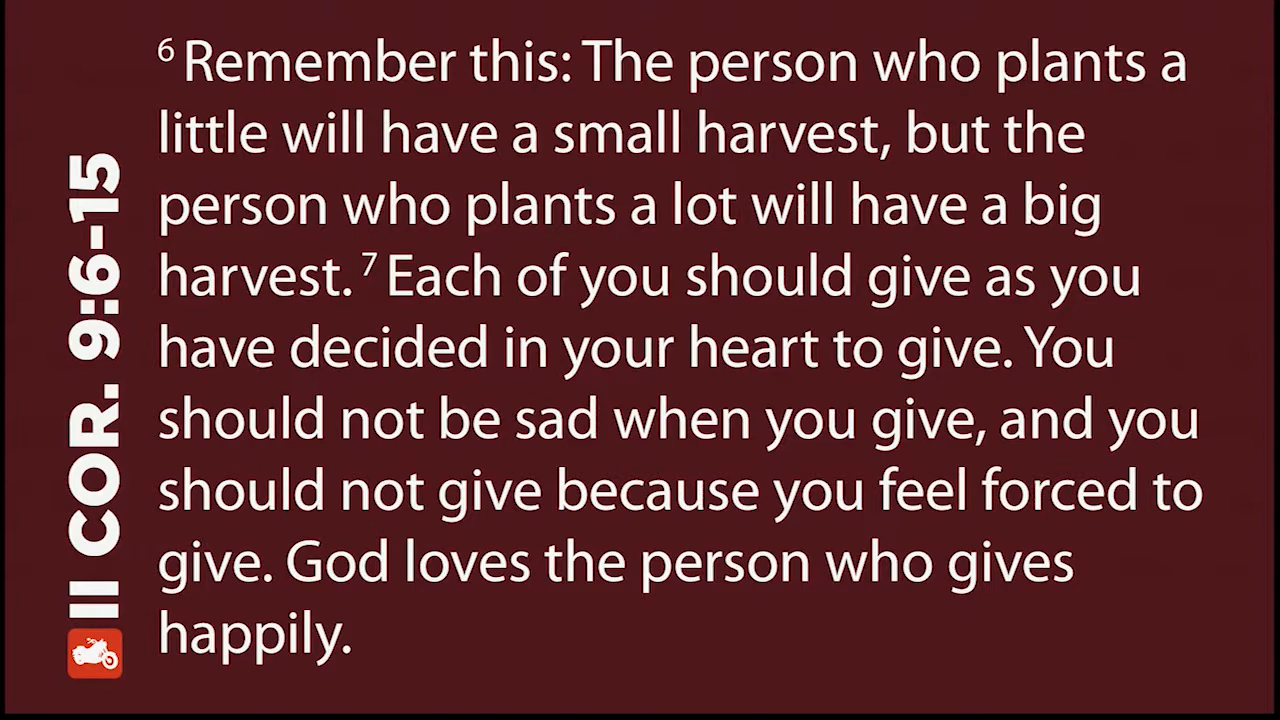 II COR. 9:6-15
⁶ Remember this: The person who plants a
little will have a small harvest, but the
person who plants a lot will have a big
harvest. ⁷ Each of you should give as you
have decided in your heart to give. You
should not be sad when you give, and you
should not give because you feel forced to
give. God loves the person who gives
happily.